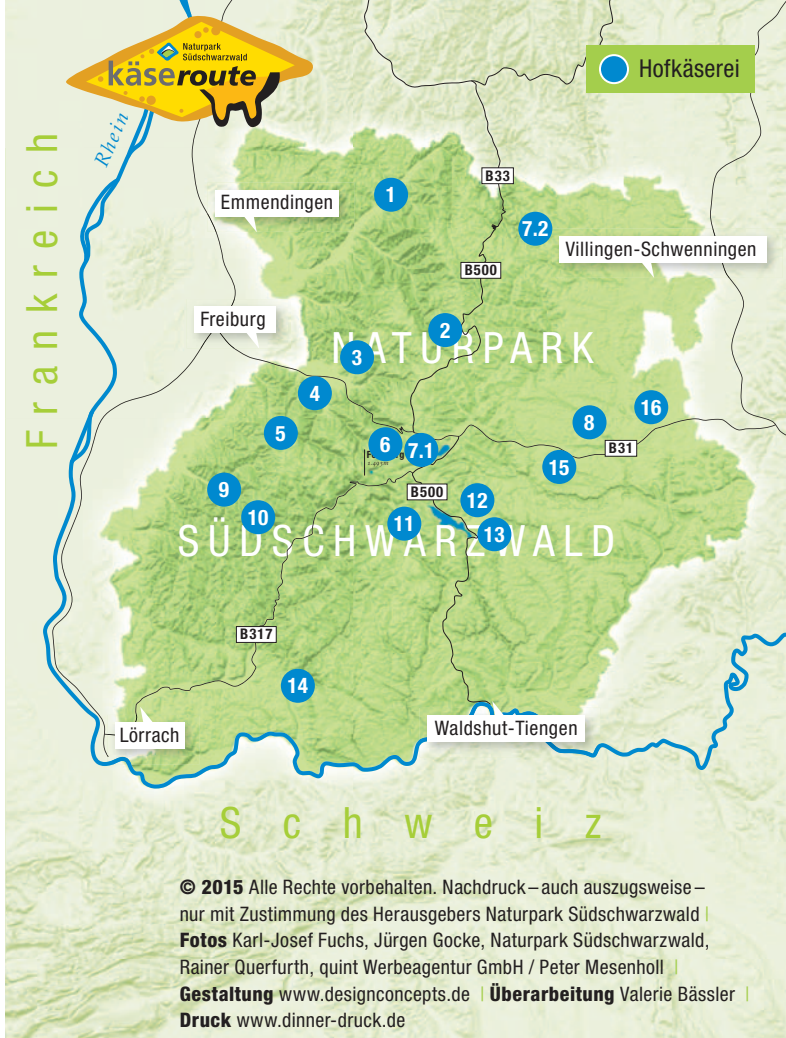 Naturpark
Südschwarzwald
käseroute
Hofkäserei
Frankreich
Rhein
B33
1
Emmendingen
7.2
Villingen-Schwenningen
B500
Freiburg
2
NATURPARK
3
4
16
8
5
6
7.1
B31
15
9
B500
12
10
11
13
SÜDSCHWARZWALD
B317
14
Lörrach
Waldshut-Tiengen
Schweiz
© 2015 Alle Rechte vorbehalten. Nachdruck – auch auszugsweise –
nur mit Zustimmung des Herausgebers Naturpark Südschwarzwald |
Fotos Karl-Josef Fuchs, Jürgen Gocke, Naturpark Südschwarzwald,
Rainer Querfurth, quint Werbeagentur GmbH / Peter Mesenholl |
Gestaltung www.designconcepts.de | Überarbeitung Valerie Bässler |
Druck www.dinner-druck.de